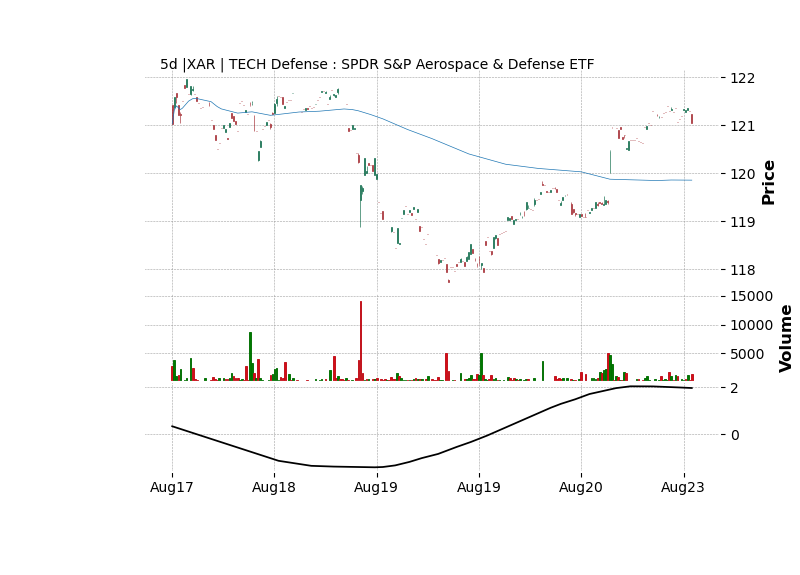 5d |XAR | TECH Defense : SPDR S&P Aerospace & Defense ETF
122
121
120
119
118
Price
15000
10000
5000
Volume
2
0
Aug17 Aug18 Aug19 Aug19 Aug20 Aug23